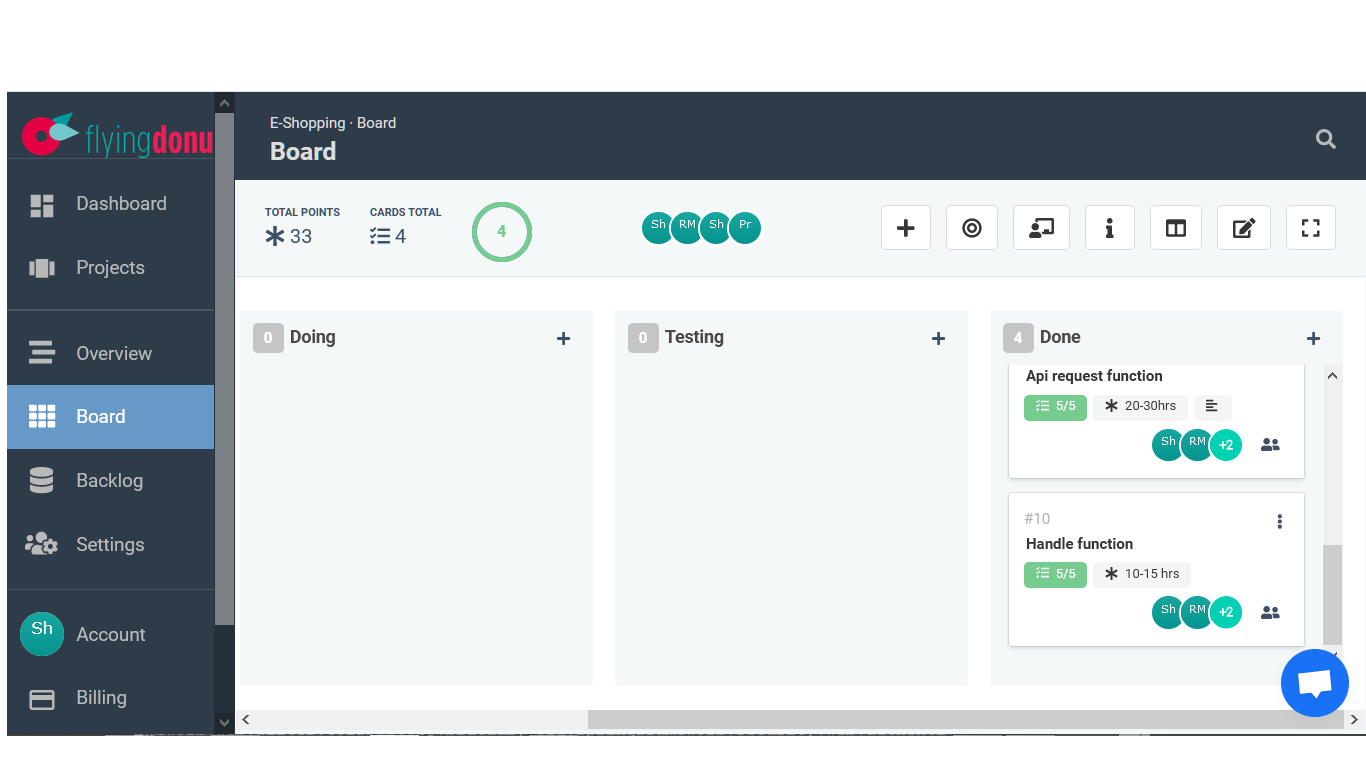 flyingdonu
E-Shopping · Board
Board
Dashboard
Projects
Overview
Board
Backlog
Settings
Sh
Account
Billing
TOTAL POINTS
33
CARDS TOTAL
4
4
Sh RM Sh Pr
0 Doing
0 Testing
4 Done
Api request function
5/5 20-30hrs
Sh RM +2
#10
Handle function
5/5 10-15 hrs
Sh RM +2